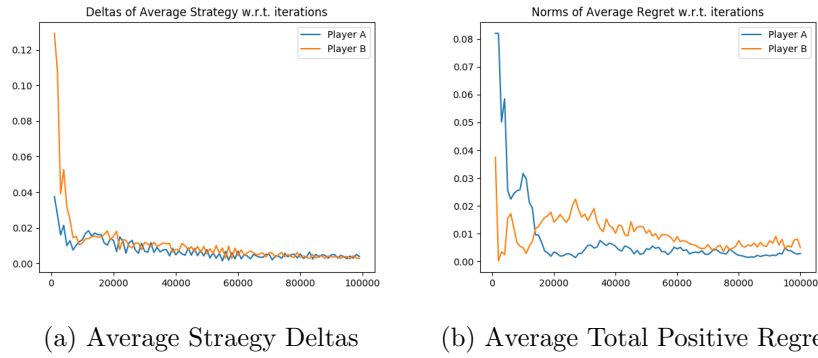 Deltas of Average Strategy w.r.t. iterations
Player A
Player B
0.12
0.10
0.08
0.06
0.04
0.02
0.00
0 20000 40000 60000 80000 100000
(a) Average Straegy Deltas
Norms of Average Regret w.r.t. iterations
Player A
Player B
0.08
0.07
0.06
0.05
0.04
0.03
0.02
0.01
0.00
0 20000 40000 60000 80000 100000
(b) Average Total Positive Regre